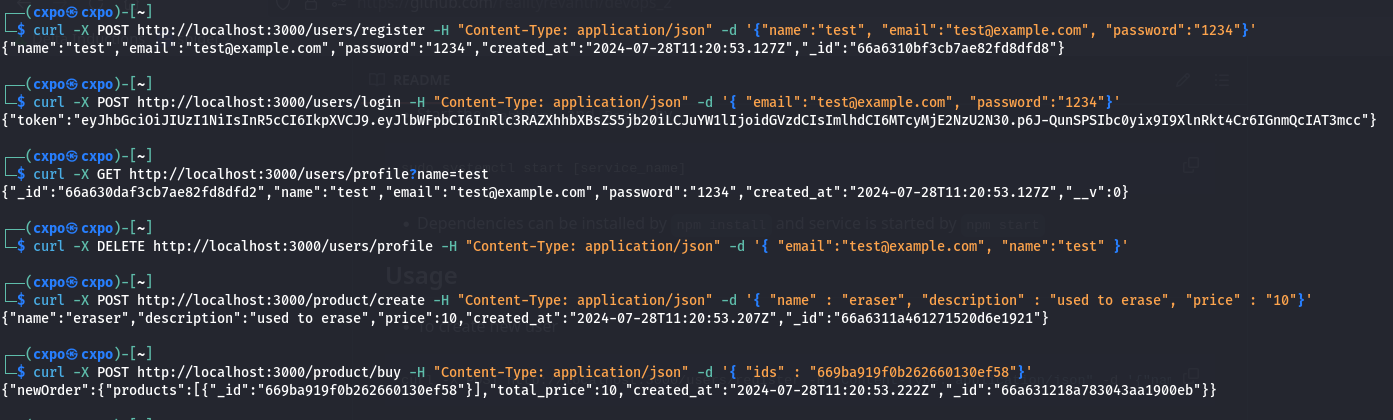 https://github.com/
┌──(cxpo㉿cxpo)-[~]
└─$ curl -X POST http://localhost:3000/users/register -H "Content-Type: application/json" -d '{"name":"test", "email":"test@example.com", "password":"1234"}'
{"name":"test","email":"test@example.com","password":"1234","created_at":"2024-07-28T11:20:53.127Z","_id":"66a6310bf3cb7ae82fd8dfd8"}
README
┌──(cxpo㉿cxpo)-[~]
└─$ curl -X POST http://localhost:3000/users/login -H "Content-Type: application/json" -d '{ "email":"test@example.com", "password":"1234"}'
{"token":"eyJhbGciOiJIUzI1NiIsInR5cCI6IkpXVCJ9.eyJlbWFpbCI6InRlc3RAZXhhbXBsZS5jb20iLCJuYW1lIjoidGVzdCIsImlhdCI6MTcyMjE2NzU2N30.p6J-QunSPSIbc0yix9I9XlnRkt4Cr6IGnmQcIAT3mcc"}
┌──(cxpo㉿cxpo)-[~]
systemctl start [service_name]
└─$ curl -X GET http://localhost:3000/users/profile?name=test
{"_id":"66a630daf3cb7ae82fd8dfd2","name":"test","email":"test@example.com","password":"1234","created_at":"2024-07-28T11:20:53.127Z","__v":0}
• Dependencies can be installed by npm install and service is started by npm start
┌──(cxpo㉿cxpo)-[~]
└─$ curl -X DELETE http://localhost:3000/users/profile -H "Content-Type: application/json" -d '{ "email":"test@example.com", "name":"test" }'
Usage
┌──(cxpo㉿cxpo)-[~]
└─$ curl -X POST http://localhost:3000/product/create -H "Content-Type: application/json" -d '{ "name" : "eraser", "description" : "used to erase", "price" : "10"}'
{"name":"eraser","description":"used to erase","price":10,"created_at":"2024-07-28T11:20:53.207Z","_id":"66a6311a461271520d6e1921"}
• To create new user
┌──(cxpo㉿cxpo)-[~]
└─$ curl -X POST http://localhost:3000/product/buy -H "Content-Type: application/json" -d '{ "ids" : "669ba919f0b262660130ef58"}'
{"newOrder":{"products":[{"_id":"669ba919f0b262660130ef58"}],"total_price":10,"created_at":"2024-07-28T11:20:53.222Z","_id":"66a631218a783043aa1900eb"}}